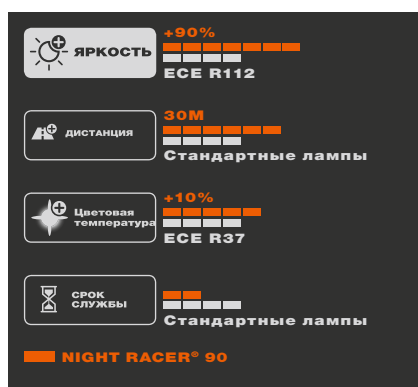 +90%
ЯРКОСТЬ
ECE R112
30М
ДИСТАНЦИЯ
Стандартные лампы
+10%
Цветовая
температура
ECE R37
СРОК
СЛУЖБЫ
Стандартные лампы
NIGHT RACER® 90